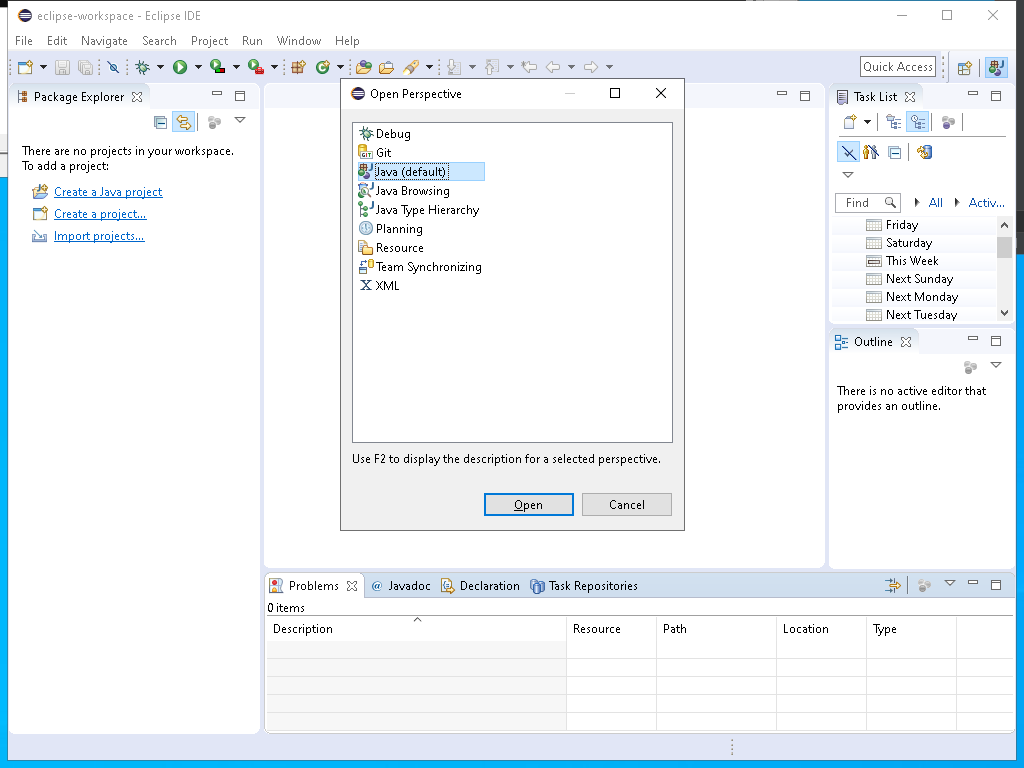 eclipse-workspace - Eclipse IDE
File Edit Navigate Search Project Run Window Help
Quick Access
Package Explorer
There are no projects in your workspace.
To add a project:
Create a Java project
Create a project...
Import projects...
Open Perspective
Debug
GIT Git
Java (default)
Java Browsing
Java Type Hierarchy
Planning
Resource
Team Synchronizing
XML
Use F2 to display the description for a selected perspective.
Open Cancel
Task List
Find All Activ...
Friday
Saturday
This Week
Next Sunday
Next Monday
Next Tuesday
Outline
There is no active editor that
provides an outline.
Problems @ Javadoc Declaration Task Repositories
0 items
Description Resource Path Location Type